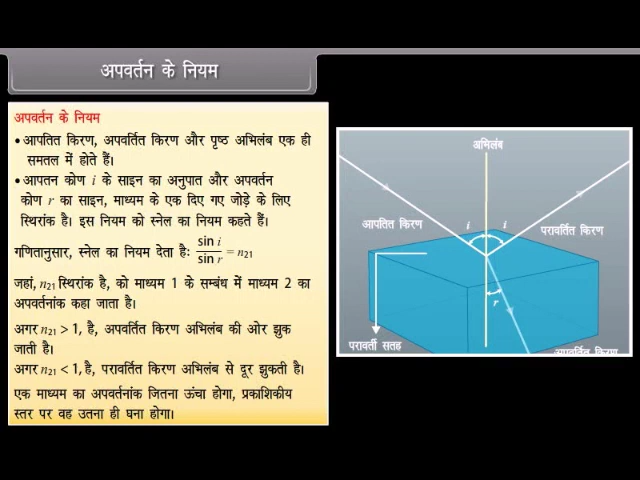 अपवर्तन के नियम
अपवर्तन के नियम
• आपतित किरण, अपवर्तित किरण और पृष्ठ अभिलंब एक ही
समतल में होते हैं।
• आपतन कोण i के साइन का अनुपात और अपवर्तन
कोण r का साइन, माध्यम के एक दिए गए जोड़े के लिए
स्थिरांक है। इस नियम को स्नेल का नियम कहते हैं।
गणितानुसार, स्नेल का नियम देता है: sin i / sin r = n21
जहां, n21 स्थिरांक है, को माध्यम 1 के सम्बंध में माध्यम 2 का
अपवर्तनांक कहा जाता है।
अगर n21 > 1, है, अपवर्तित किरण अभिलंब की ओर झुक
जाती है।
अगर n21 < 1, है, परावर्तित किरण अभिलंब से दूर झुकती है।
एक माध्यम का अपवर्तनांक जितना ऊंचा होगा, प्रकाशिकीय
स्तर पर वह उतना ही घना होगा।
अभिलंब
आपतित किरण
i
i
परावर्तित किरण
r
परावर्ती सतह